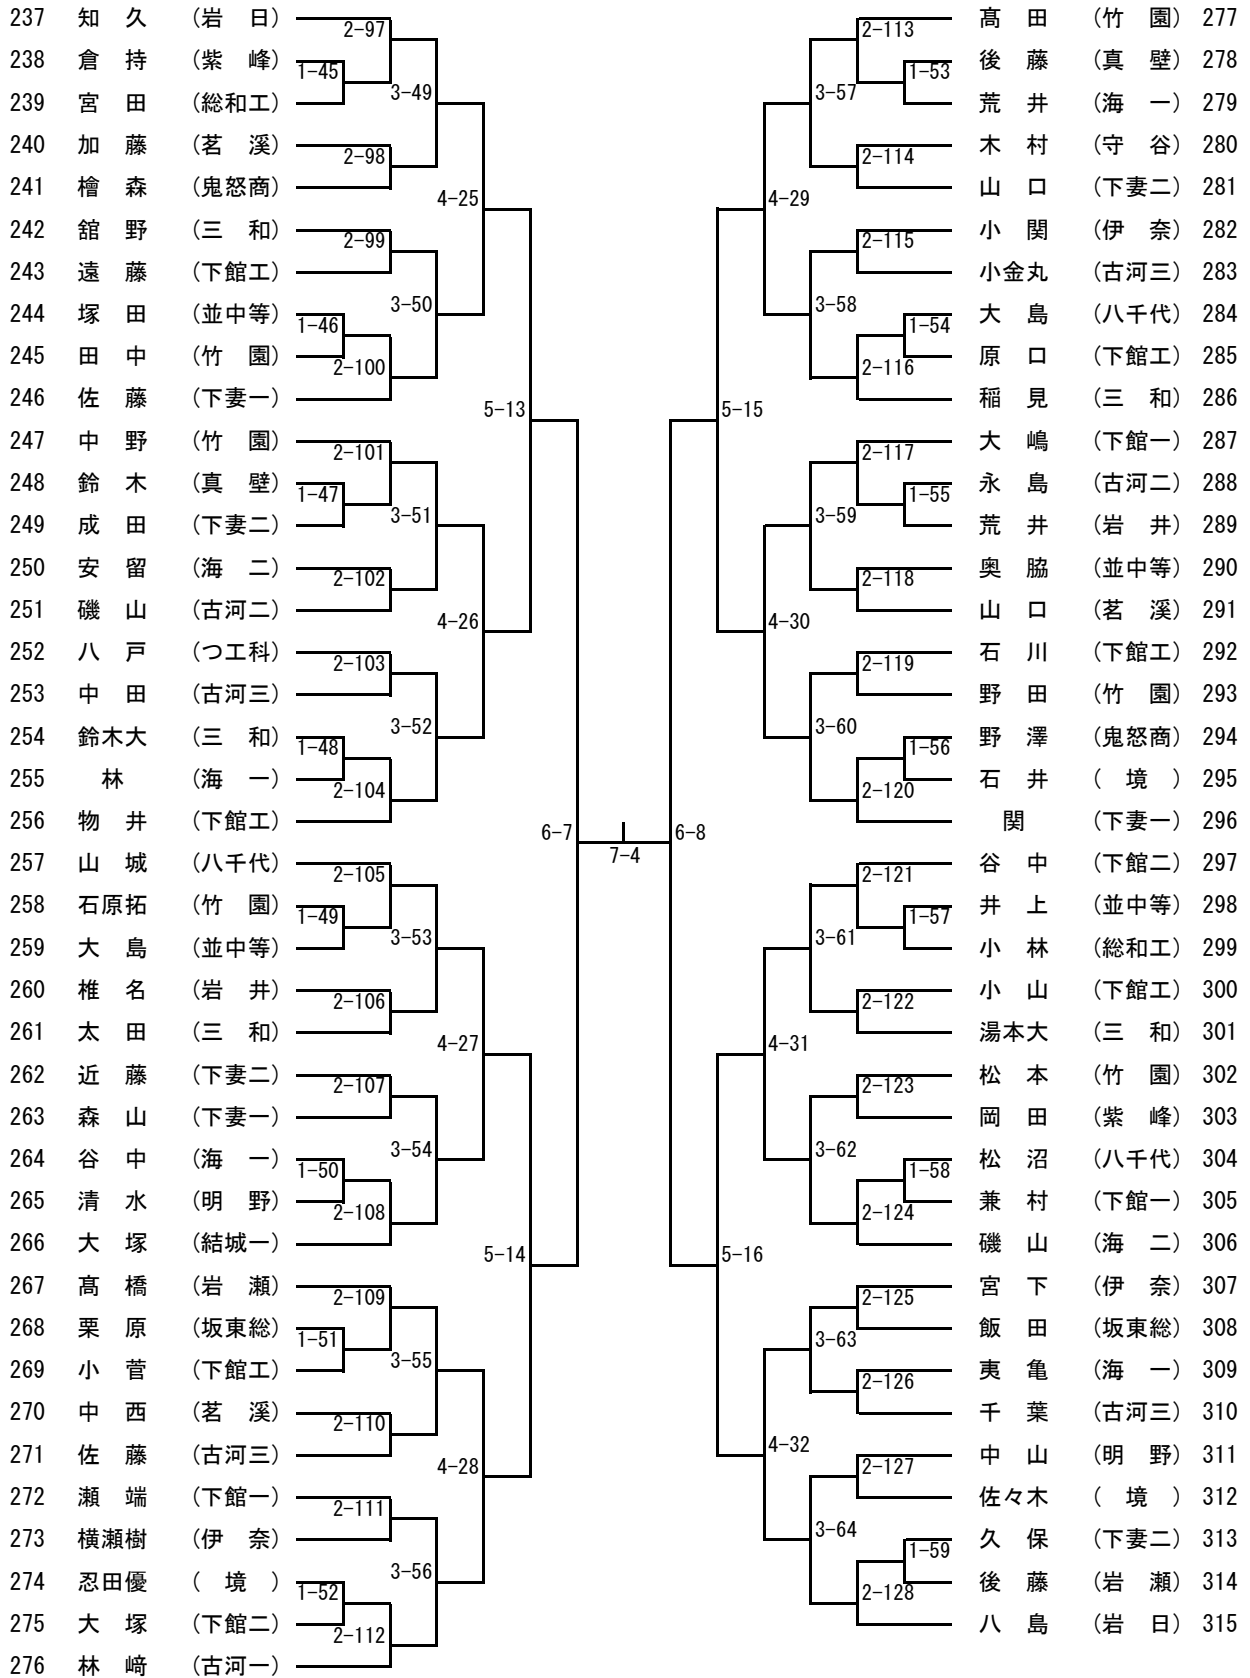 237 知 久 （岩 日）
2-97
238 倉 持 （紫 峰）
1-45
239 宮 田 （総和工）
3-49
240 加 藤 （茗 溪）
2-98
241 檜 森 （鬼怒商）
4-25
242 舘 野 （三 和）
2-99
243 遠 藤 （下館工）
3-50
244 塚 田 （並中等）
1-46
245 田 中 （竹 園）
2-100
246 佐 藤 （下妻一）
5-13
247 中 野 （竹 園）
2-101
248 鈴 木 （真 壁）
1-47
249 成 田 （下妻二）
3-51
250 安 留 （海 二）
2-102
251 磯 山 （古河二）
4-26
252 八 戸 （つ工科）
2-103
253 中 田 （古河三）
3-52
254 鈴木大 （三 和）
1-48
255 林 （海 一）
2-104
256 物 井 （下館工）
6-7
257 山 城 （八千代）
2-105
258 石原拓 （竹 園）
1-49
259 大 島 （並中等）
3-53
260 椎 名 （岩 井）
2-106
261 太 田 （三 和）
4-27
262 近 藤 （下妻二）
2-107
263 森 山 （下妻一）
3-54
264 谷 中 （海 一）
1-50
265 清 水 （明 野）
2-108
266 大 塚 （結城一）
5-14
267 髙 橋 （岩 瀬）
2-109
268 栗 原 （坂東総）
1-51
269 小 菅 （下館工）
3-55
270 中 西 （茗 溪）
2-110
271 佐 藤 （古河三）
4-28
272 瀬 端 （下館一）
2-111
273 横瀬樹 （伊 奈）
3-56
274 忍田優 （ 境 ）
1-52
275 大 塚 （下館二）
2-112
276 林 﨑 （古河一）
7-4
髙 田 （竹 園） 277
2-113
後 藤 （真 壁） 278
1-53
荒 井 （海 一） 279
3-57
木 村 （守 谷） 280
2-114
山 口 （下妻二） 281
4-29
小 関 （伊 奈） 282
2-115
小金丸 （古河三） 283
3-58
大 島 （八千代） 284
1-54
原 口 （下館工） 285
2-116
稲 見 （三 和） 286
5-15
大 嶋 （下館一） 287
2-117
永 島 （古河二） 288
1-55
荒 井 （岩 井） 289
3-59
奥 脇 （並中等） 290
2-118
山 口 （茗 溪） 291
4-30
石 川 （下館工） 292
2-119
野 田 （竹 園） 293
3-60
野 澤 （鬼怒商） 294
1-56
石 井 （ 境 ） 295
2-120
関 （下妻一） 296
6-8
谷 中 （下館二） 297
2-121
井 上 （並中等） 298
1-57
小 林 （総和工） 299
3-61
小 山 （下館工） 300
2-122
湯本大 （三 和） 301
4-31
松 本 （竹 園） 302
2-123
岡 田 （紫 峰） 303
3-62
松 沼 （八千代） 304
1-58
兼 村 （下館一） 305
2-124
磯 山 （海 二） 306
5-16
宮 下 （伊 奈） 307
2-125
飯 田 （坂東総） 308
3-63
夷 亀 （海 一） 309
2-126
千 葉 （古河三） 310
4-32
中 山 （明 野） 311
2-127
佐々木 （ 境 ） 312
3-64
久 保 （下妻二） 313
1-59
後 藤 （岩 瀬） 314
2-128
八 島 （岩 日） 315